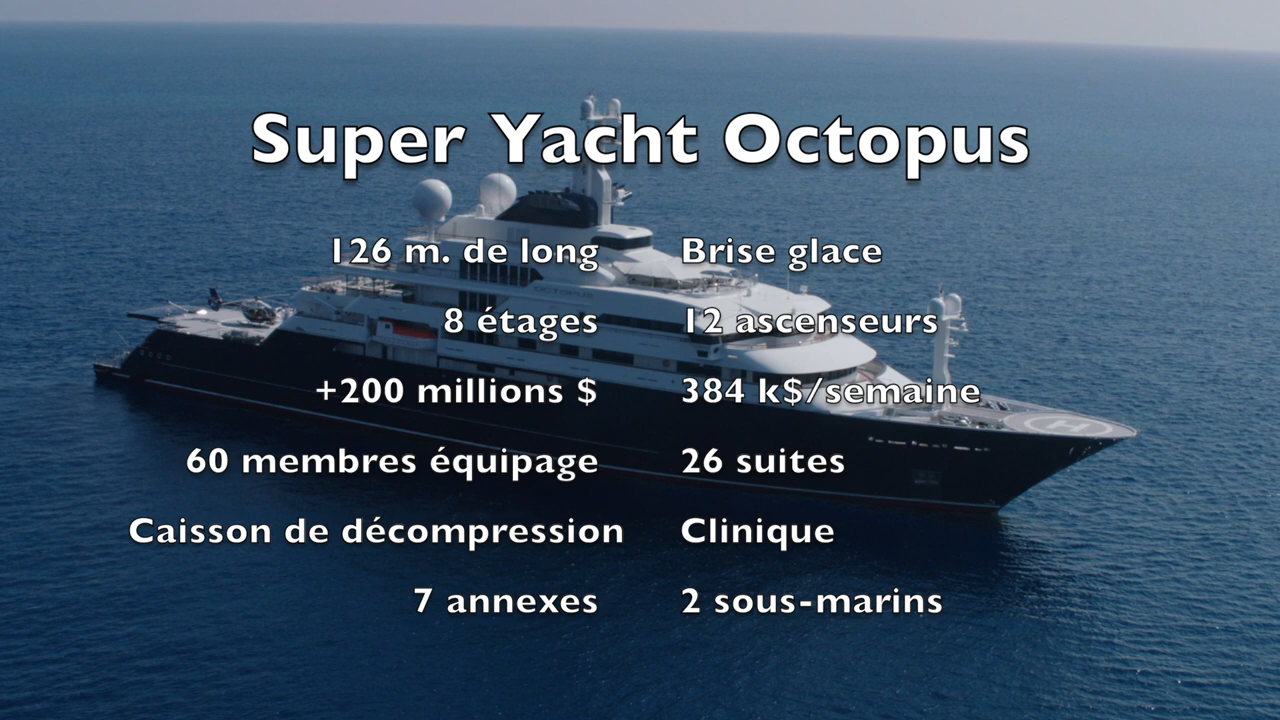 Super Yacht Octopus
126 m. de long
Brise glace
8 étages
12 ascenseurs
+200 millions $
384 k$/semaine
60 membres équipage
26 suites
Caisson de décompression
Clinique
7 annexes
2 sous-marins
H